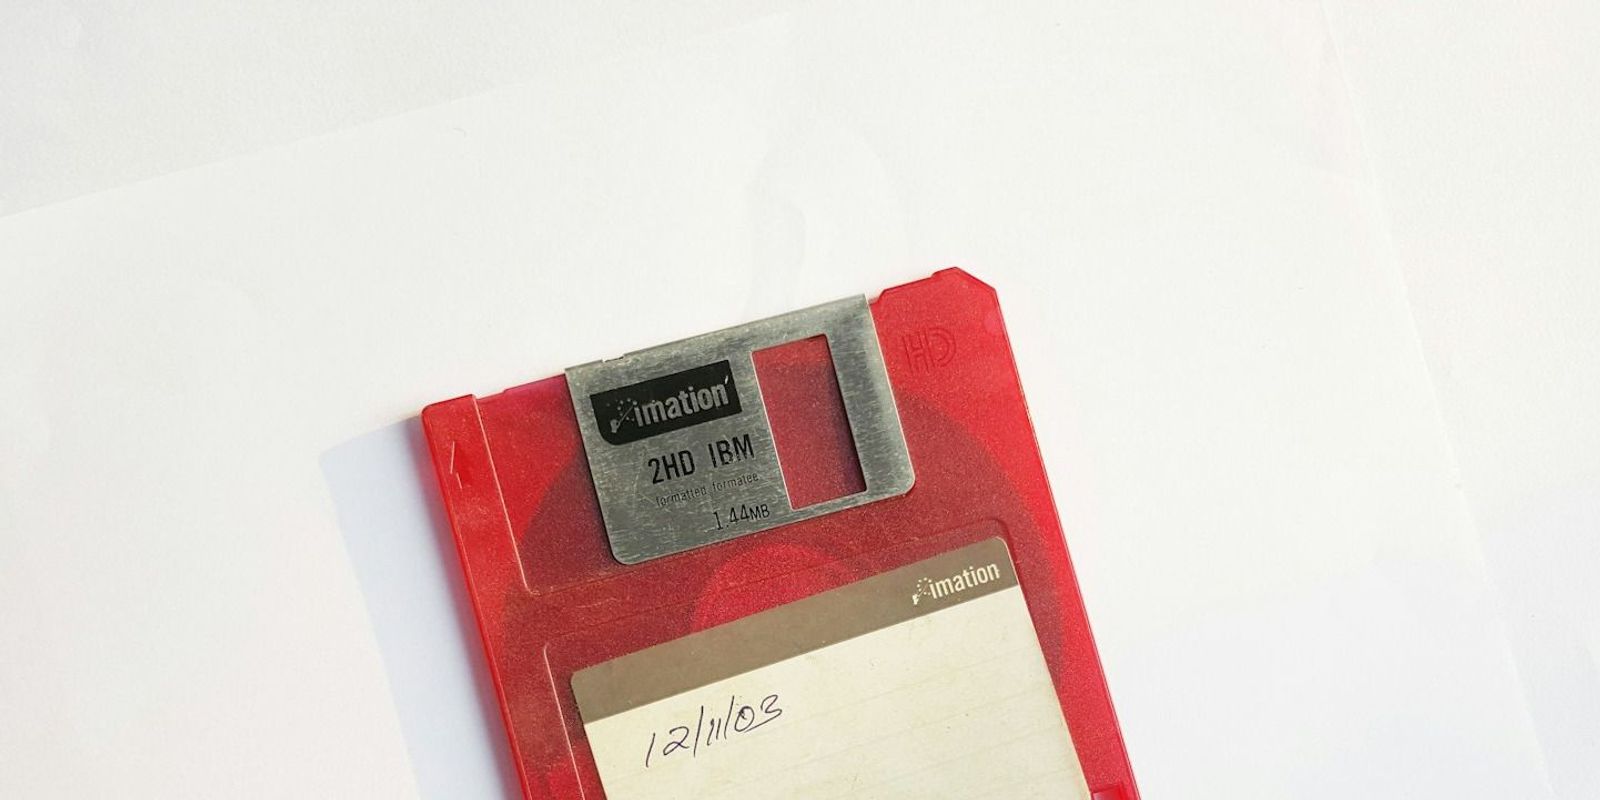 HD
imation
2HD IBM
formatted formatee
1.44MB
imation
12/11/03